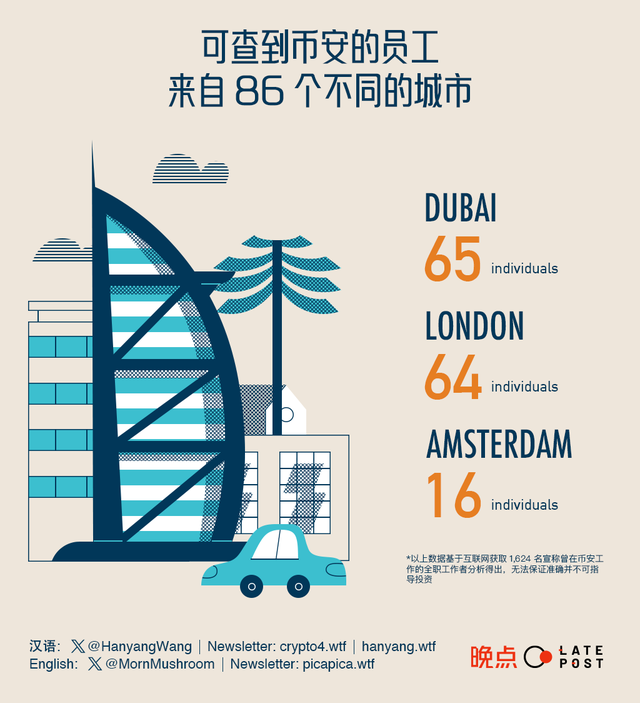 可查到币安的员工
来自 86 个不同的城市
DUBAI
65 individuals
LONDON
64 individuals
AMSTERDAM
16 individuals
*以上数据基于互联网获取 1,624 名宣称曾在币安工
作的全职工作者分析得出，无法保证准确并不可指
导投资
汉语： X @HanyangWang | Newsletter: crypto4.wtf | hanyang.wtf
English: X @MornMushroom | Newsletter: picapica.wtf
晚点 LATE
POST